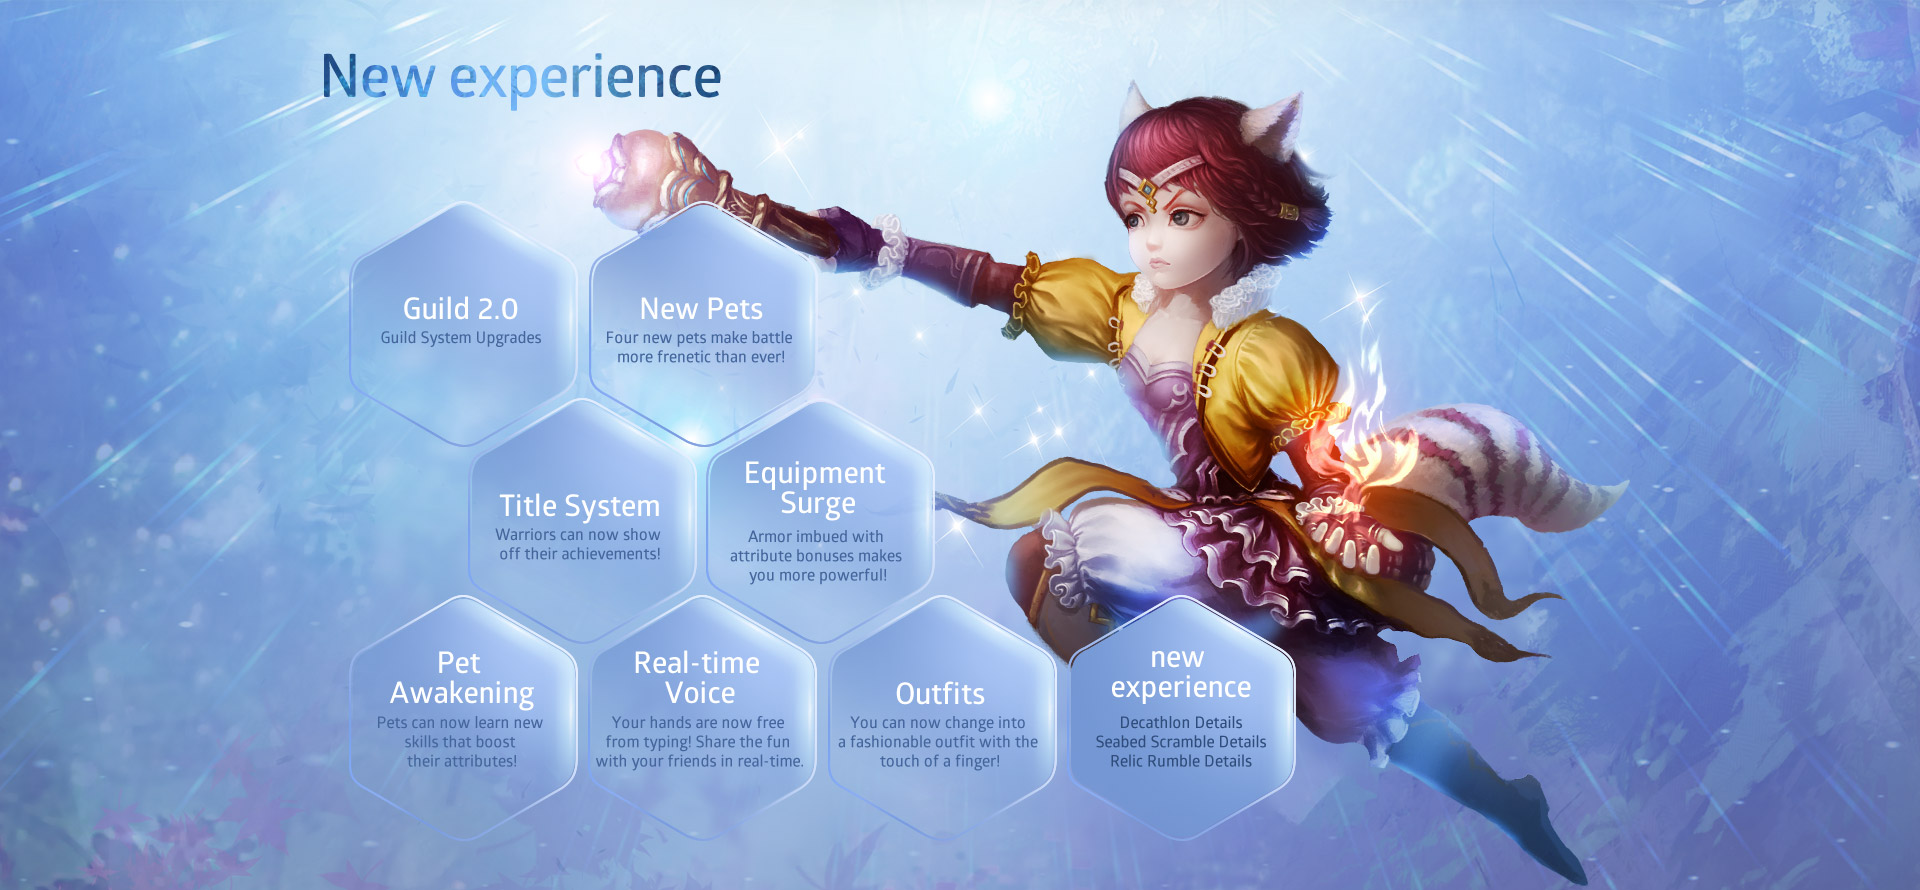 New experience
Guild 2.0
Guild System Upgrades
New Pets
Four new pets make battle
more frenetic than ever!
Title System
Warriors can now show
off their achievements!
Equipment
Surge
Armor imbued with
attribute bonuses makes
you more powerful!
Pet
Awakening
Pets can now learn new
skills that boost
their attributes!
Real-time
Voice
Your hands are now free
from typing! Share the fun
with your friends in real-time.
Outfits
You can now change into
a fashionable outfit with the
touch of a finger!
new
experience
Decathlon Details
Seabed Scramble Details
Relic Rumble Details